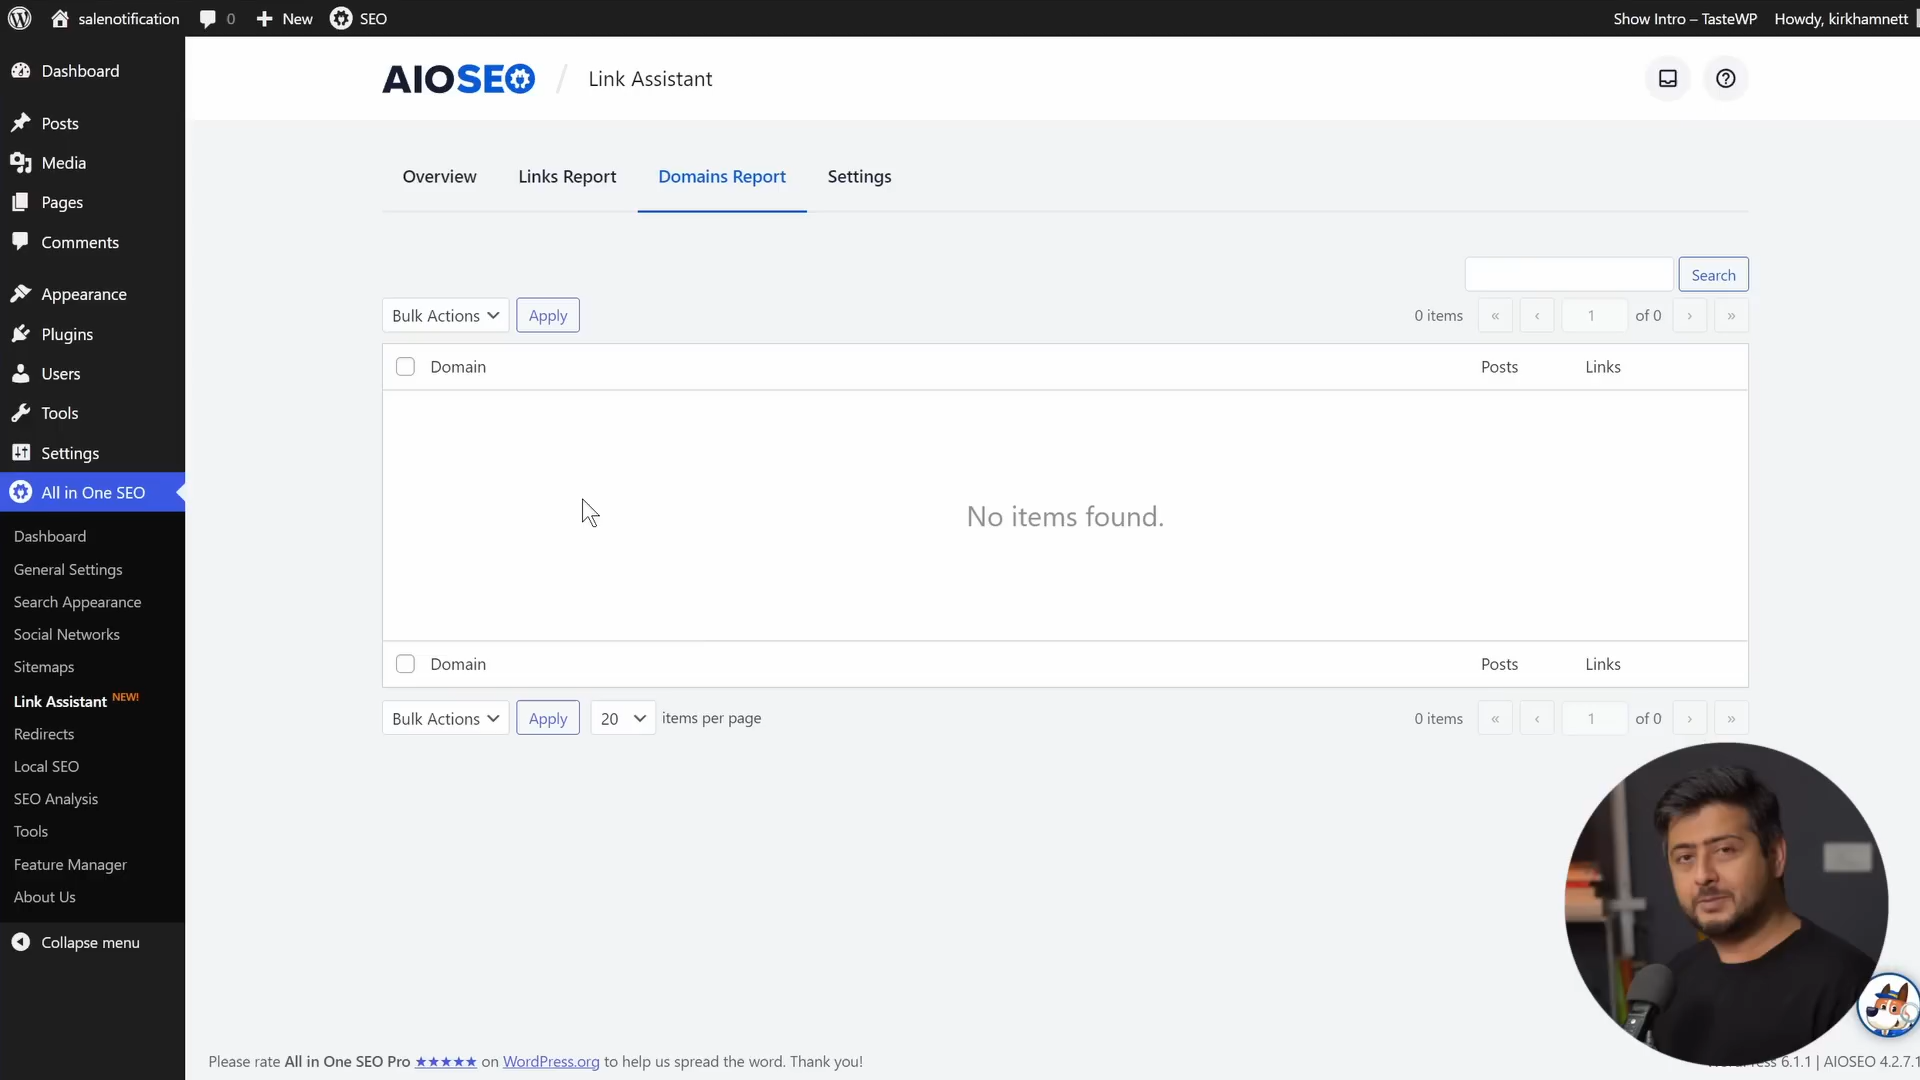 salenotification 0 New SEO Show Intro – TasteWP Howdy, kirkhamnett
Dashboard
Posts
Media
Pages
Comments
Appearance
Plugins
Users
Tools
Settings
All in One SEO
Dashboard
General Settings
Search Appearance
Social Networks
Sitemaps
Link Assistant NEW!
Redirects
Local SEO
SEO Analysis
Tools
Feature Manager
About Us
Collapse menu
AIOSEO / Link Assistant
Overview Links Report Domains Report Settings
Search
Bulk Actions Apply 0 items « ‹ 1 of 0 › »
Domain Posts Links
No items found.
Domain Posts Links
Bulk Actions Apply 20 items per page 0 items « ‹ 1 of 0 › »
Please rate All in One SEO Pro ★★★★★ on WordPress.org to help us spread the word. Thank you! 6.1.1 | AIOSEO 4.2.7.1